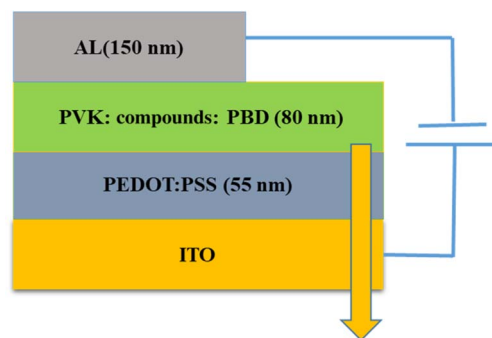 AL(150 nm)
PVK: compounds: PBD (80 nm)
PEDOT:PSS (55 nm)
ITO